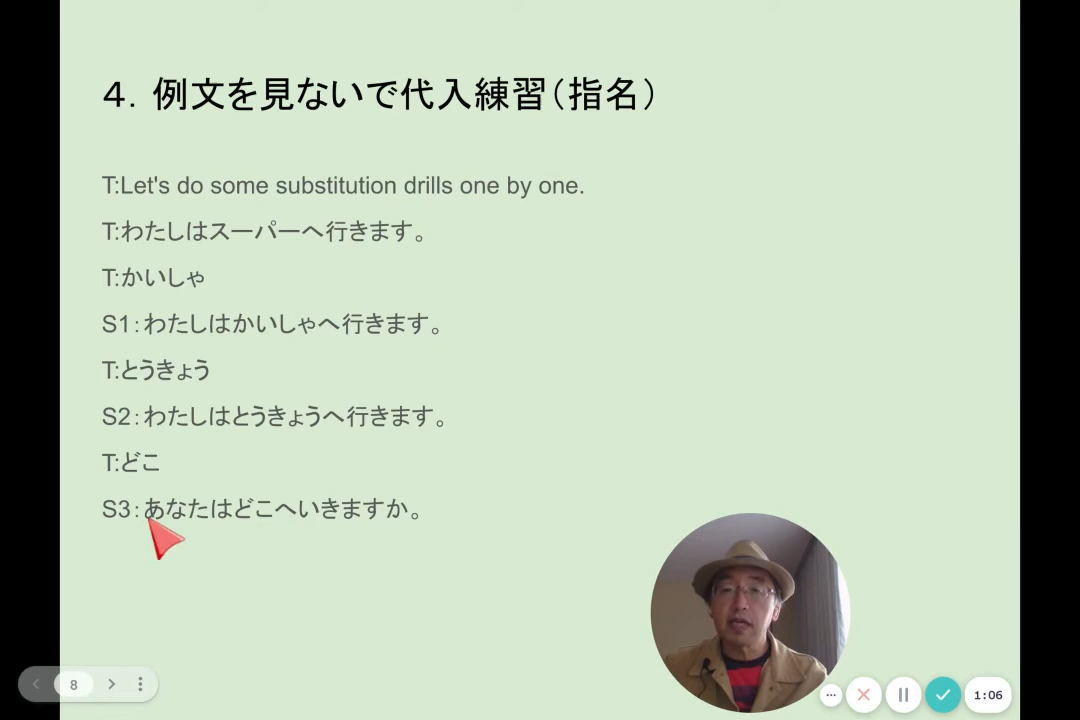 ４．例文を見ないで代入練習（指名）
T:Let's do some substitution drills one by one.
T:わたしはスーパーへ行きます。
T:かいしゃ
S1：わたしはかいしゃへ行きます。
T:とうきょう
S2：わたしはとうきょうへ行きます。
T:どこ
S3：あなたはどこへいきますか。
8
1:06